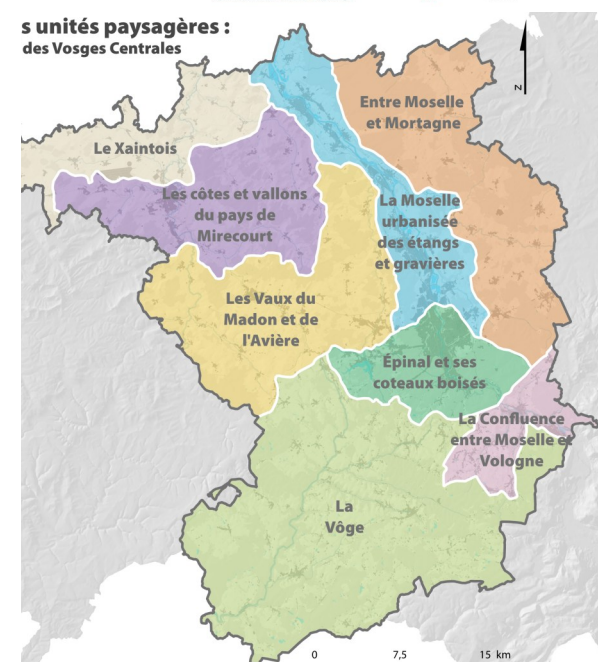 s unités paysagères :
des Vosges Centrales
N
Entre Moselle
et Mortagne
Le Xaintois
Les côtes et vallons
du pays de
Mirecourt
La Moselle
urbanisée
des étangs
et gravières
Les Vaux du
Madon et de
l'Avière
Épinal et ses
coteaux boisés
La Confluence
entre Moselle et
Vologne
La
Vôge
0 7,5 15 km